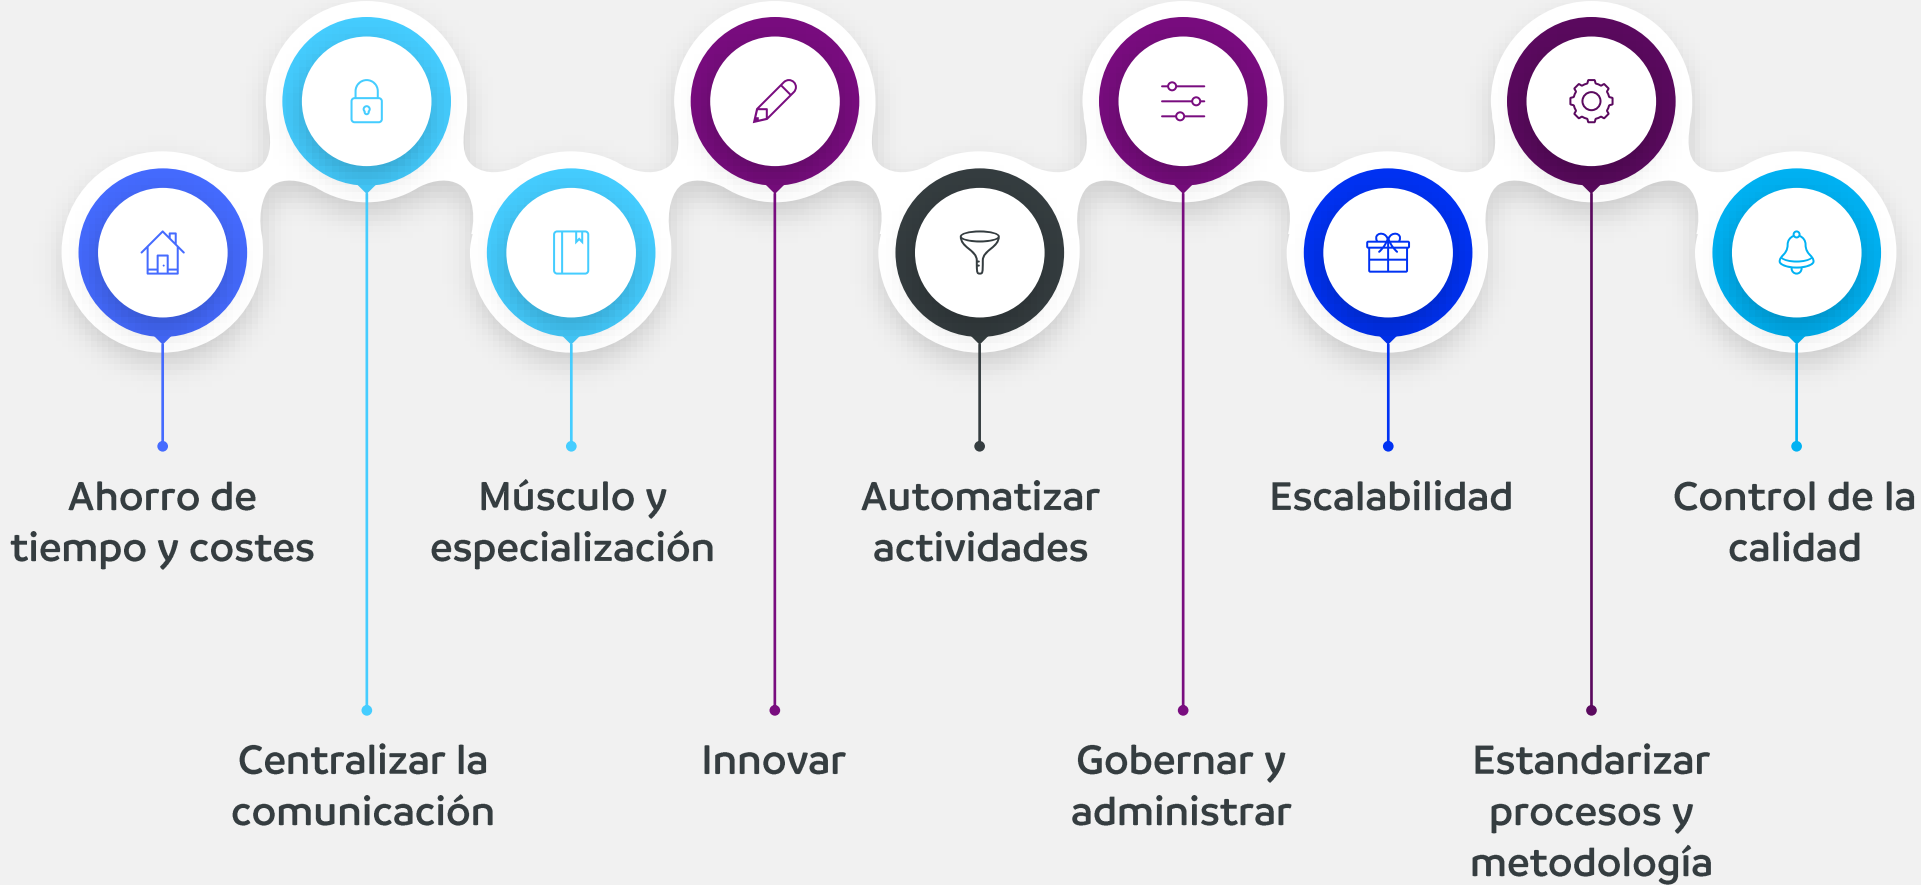 Ahorro de
tiempo y costes
Centralizar la
comunicación
Músculo y
especialización
Innovar
Automatizar
actividades
Gobernar y
administrar
Escalabilidad
Estandarizar
procesos y
metodología
Control de la
calidad